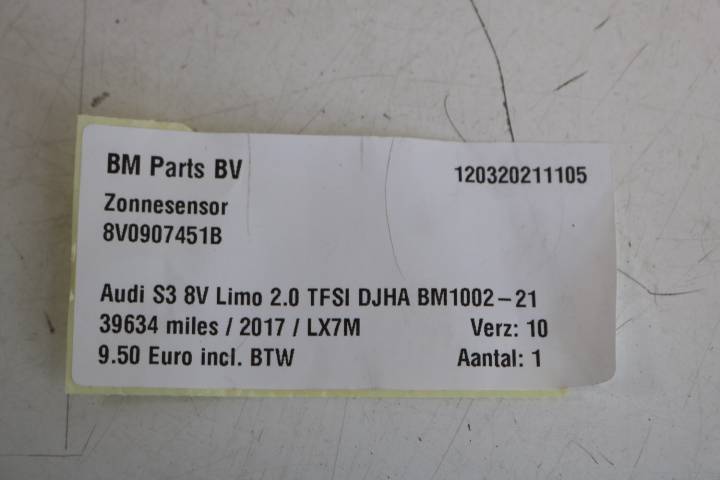 BM Parts BV 120320211105
Zonnesensor
8V0907451B
Audi S3 8V Limo 2.0 TFSI DJHA BM1002-21
39634 miles / 2017 / LX7M Verz: 10
9.50 Euro incl. BTW Aantal: 1